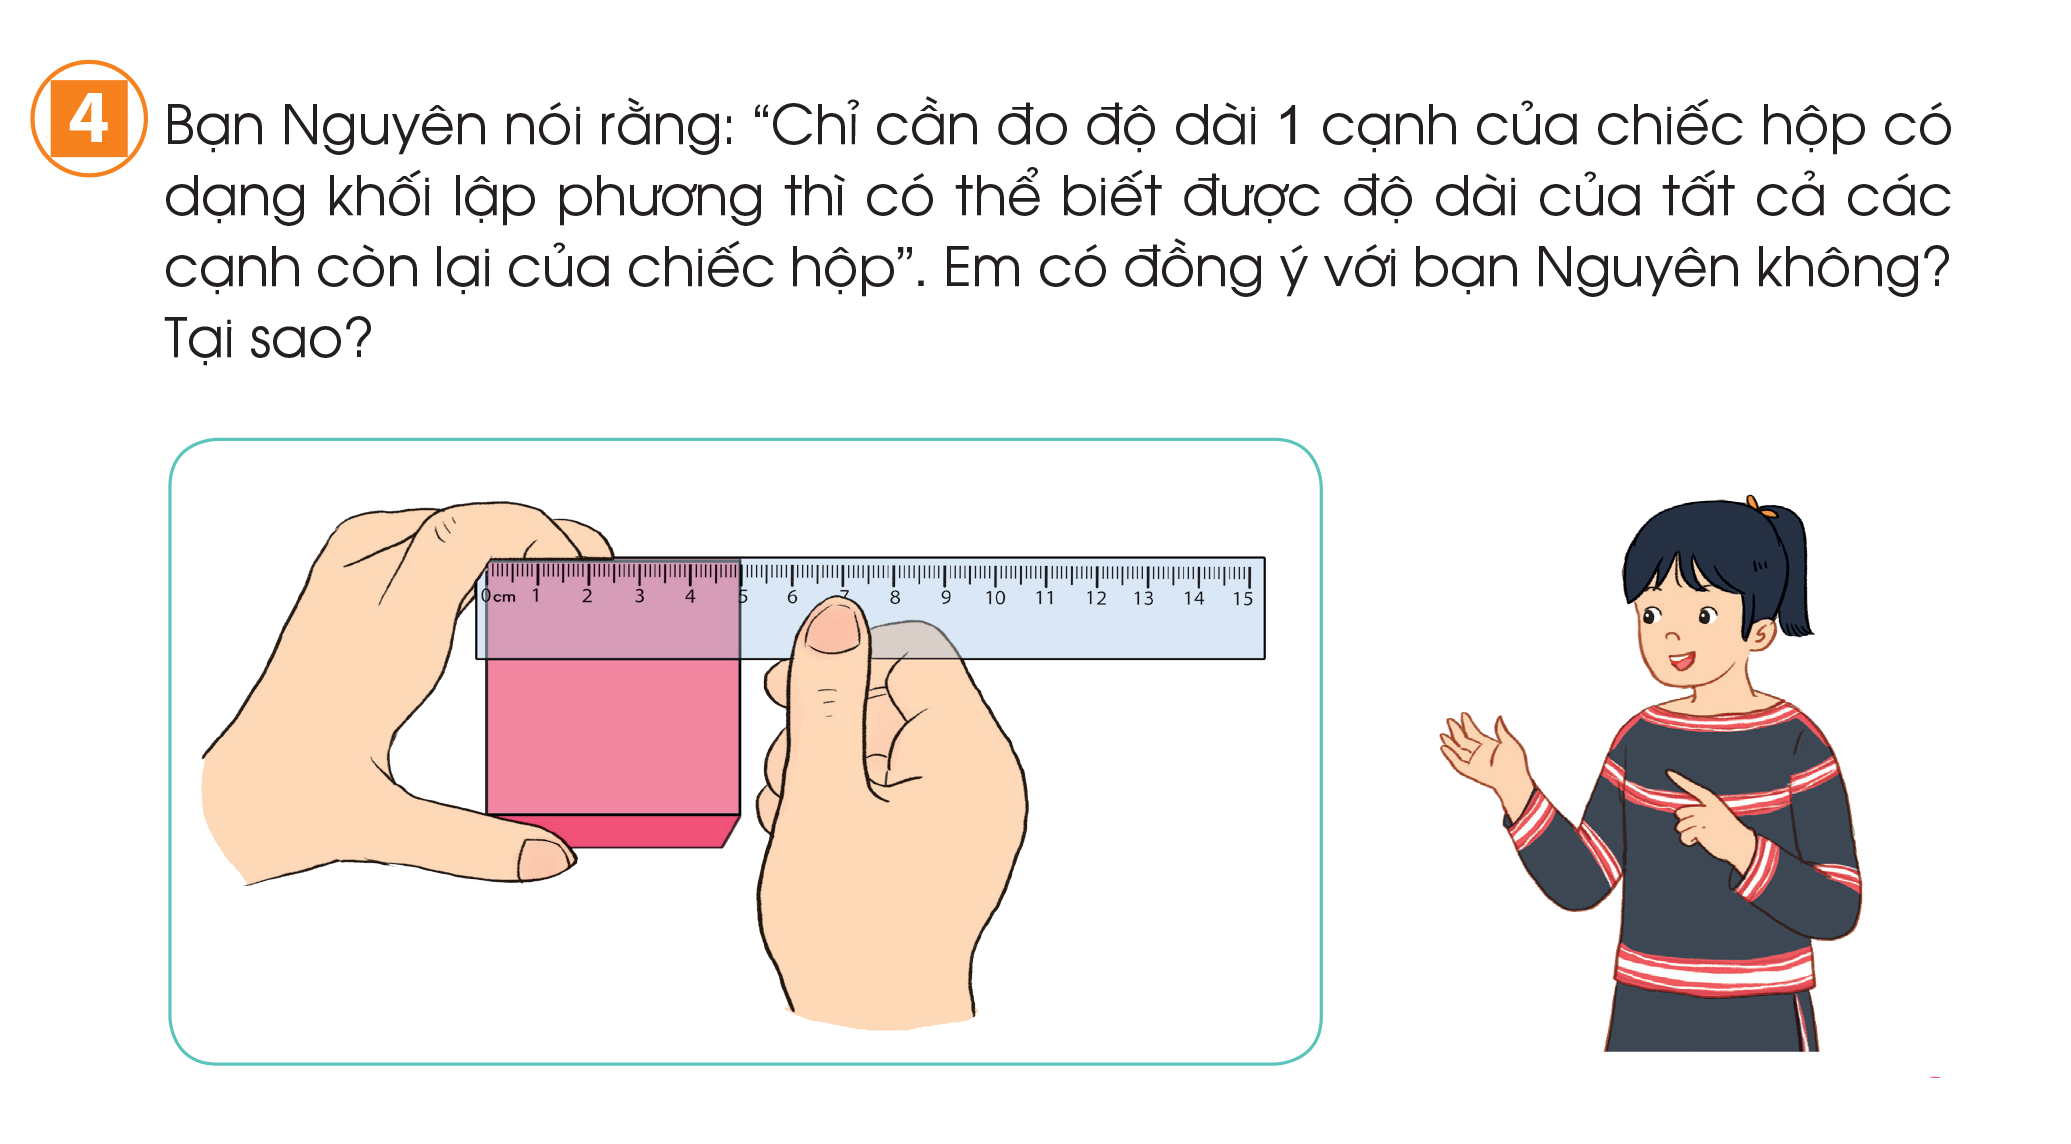 4
Bạn Nguyên nói rằng: “Chỉ cần đo độ dài 1 cạnh của chiếc hộp có
dạng khối lập phương thì có thể biết được độ dài của tất cả các
cạnh còn lại của chiếc hộp”. Em có đồng ý với bạn Nguyên không?
Tại sao?
0cm 1 2 3 4 5 6 7 8 9 10 11 12 13 14 15